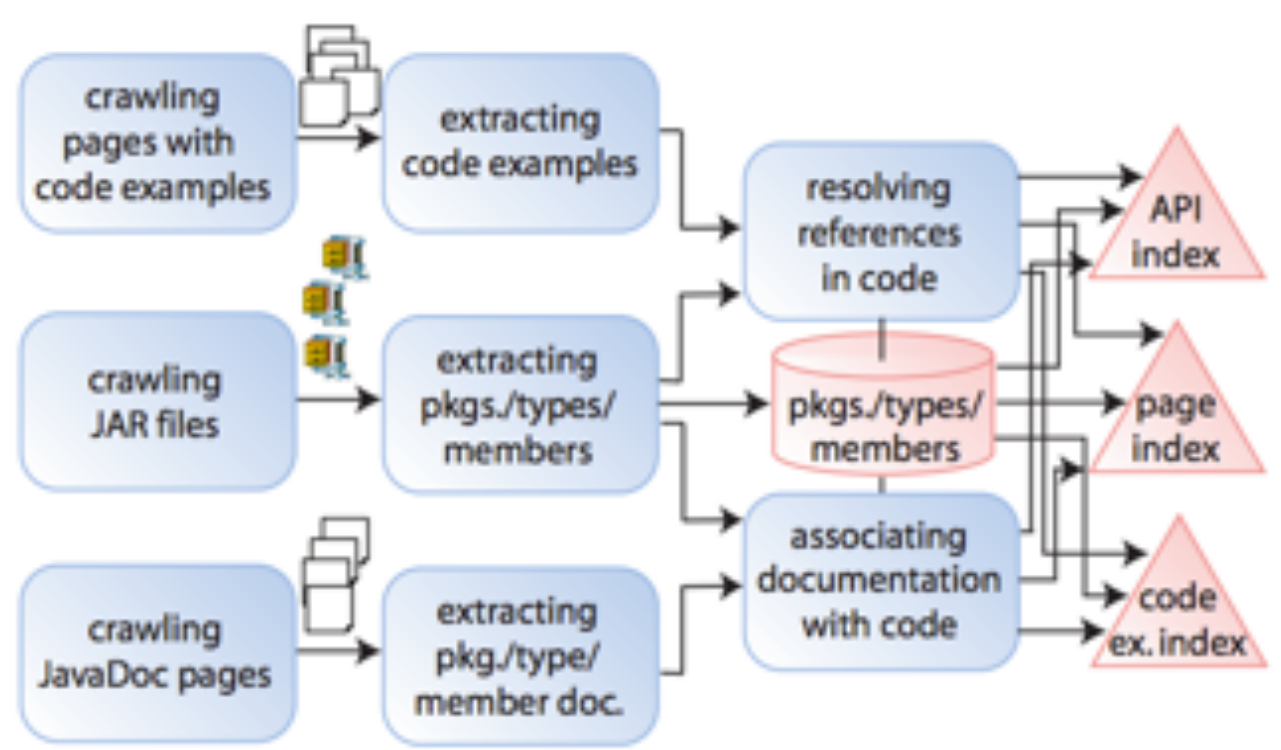 crawling
pages with
code examples
extracting
code examples
resolving
references
in code
API
index
crawling
JAR files
extracting
pkgs./types/
members
pkgs./types/
members
page
index
crawling
JavaDoc pages
extracting
pkg./type/
member doc.
associating
documentation
with code
code
ex. index